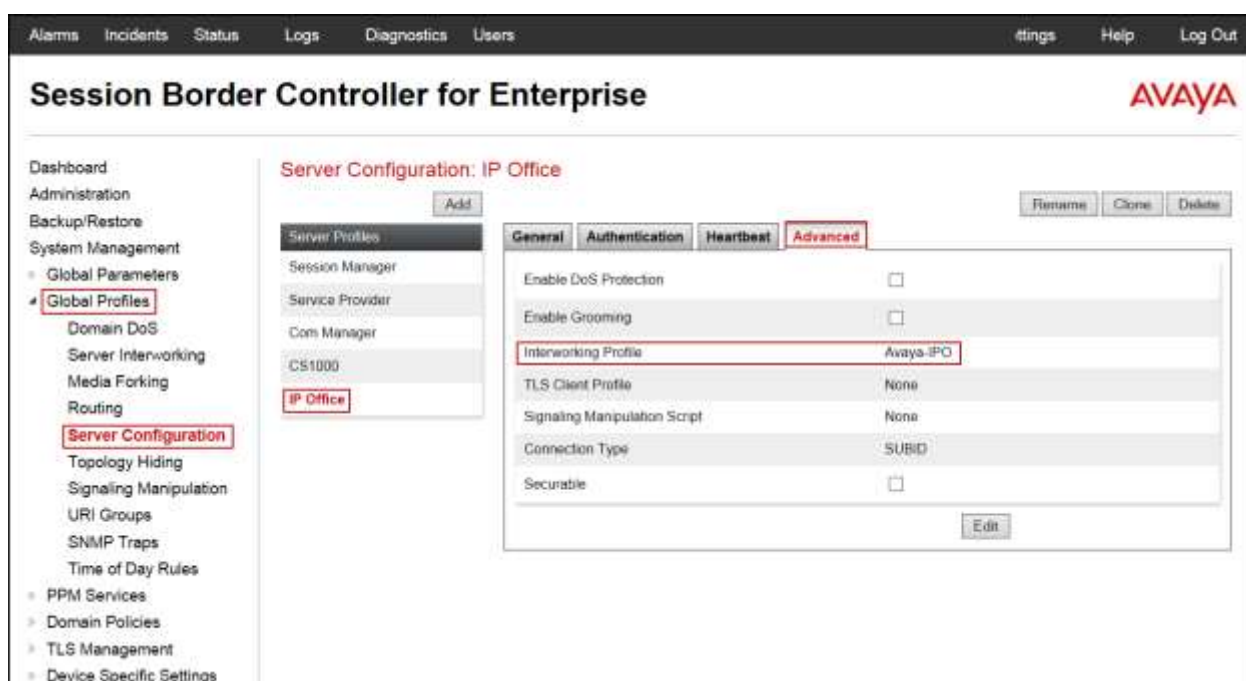 Alarms Incidents Status Logs Diagnostics Users ttings Help Log Out
Session Border Controller for Enterprise
AVAYA
Dashboard
Administration
Backup/Restore
System Management
Global Parameters
Global Profiles
Domain DoS
Server Interworking
Media Forking
Routing
Server Configuration
Topology Hiding
Signaling Manipulation
URI Groups
SNMP Traps
Time of Day Rules
PPM Services
Domain Policies
TLS Management
Device Specific Settings
Server Configuration: IP Office
Add
Rename Clone Delete
Server Profiles
Session Manager
Service Provider
Com Manager
CS1000
IP Office
General Authentication Heartbeat Advanced
Enable DoS Protection
Enable Grooming
Interworking Profile Avaya-IPO
TLS Client Profile None
Signaling Manipulation Script None
Connection Type SUBID
Securable
Edit